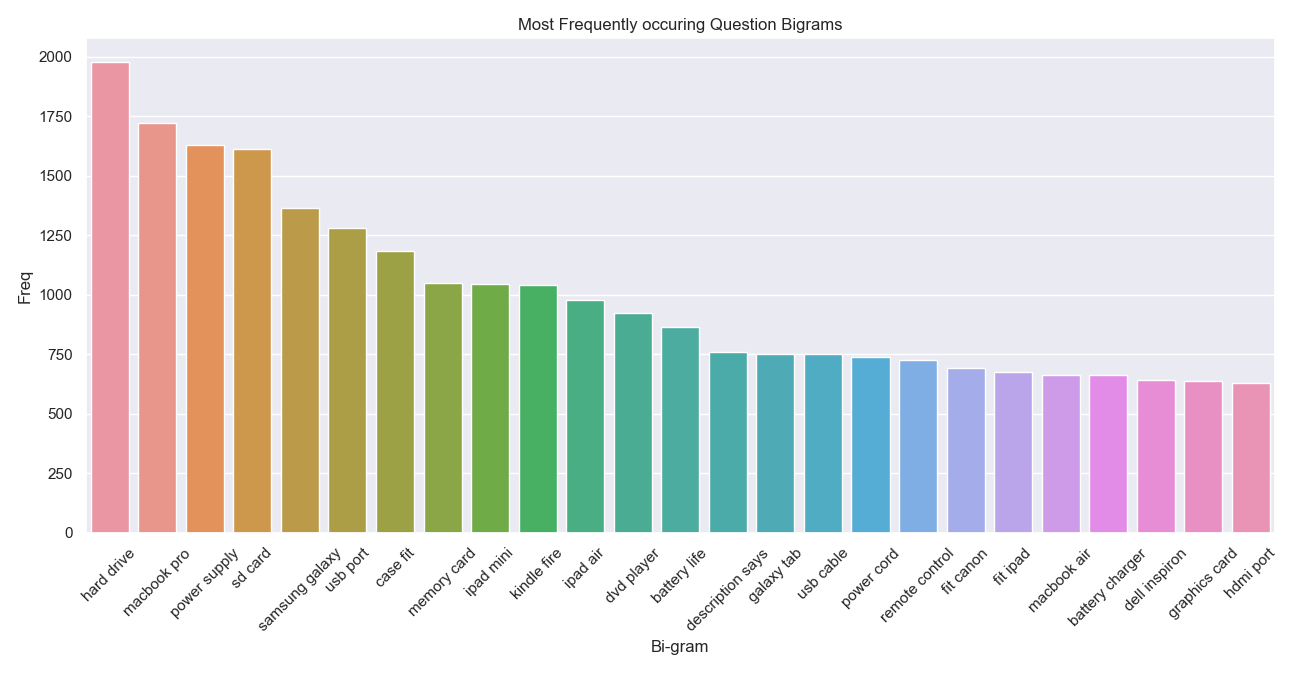 Most Frequently occuring Question Bigrams
Freq
2000
1750
1500
1250
1000
750
500
250
0
hard drive
macbook pro
power supply
sd card
samsung galaxy
usb port
case fit
memory card
ipad mini
kindle fire
ipad air
dvd player
battery life
description says
galaxy tab
usb cable
power cord
remote control
fit canon
fit ipad
macbook air
battery charger
dell inspiron
graphics card
hdmi port
Bi-gram